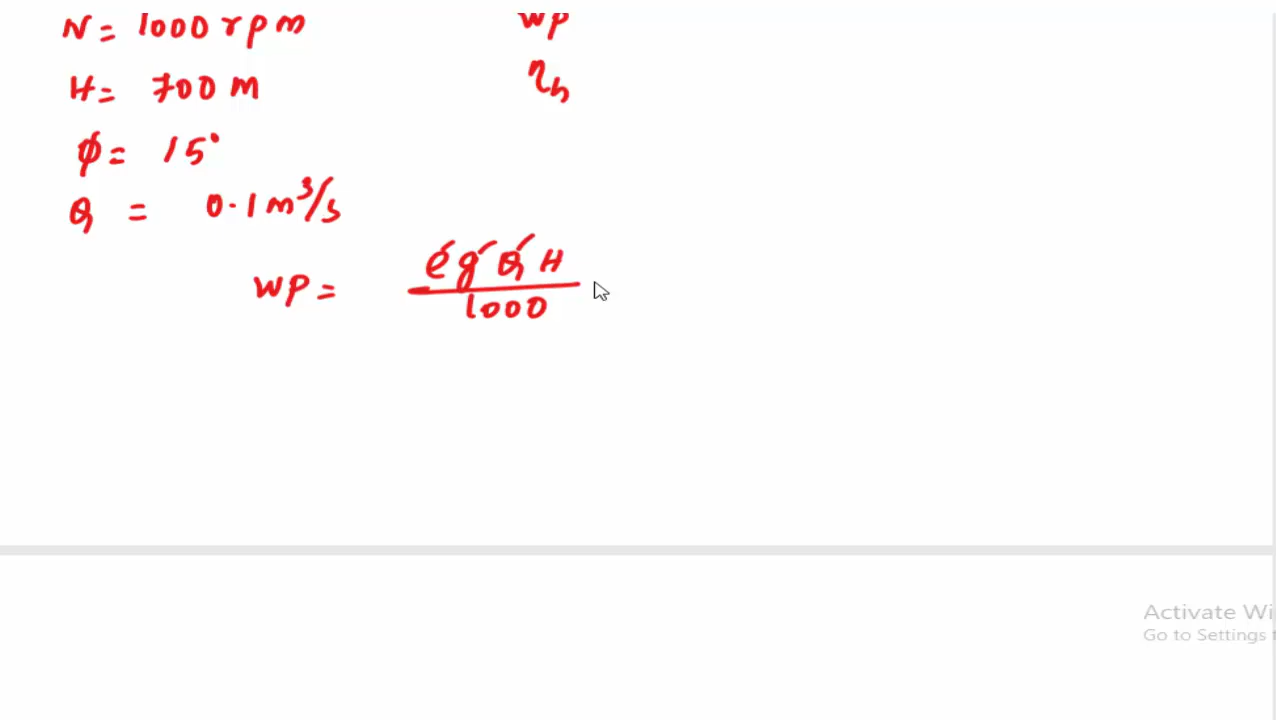 N = 1000 rpm
WP
H = 700 m
ηh
ϕ = 15°
Q = 0.1 m³/s
WP = ρgQH
1000
Activate Wi
Go to Settings t